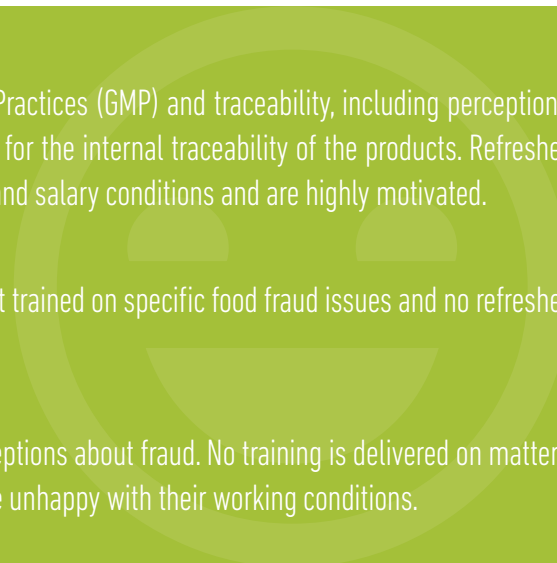 Practices (GMP) and traceability, including perception
for the internal traceability of the products. Refreshe
and salary conditions and are highly motivated.
t trained on specific food fraud issues and no refreshe
eptions about fraud. No training is delivered on matter
e unhappy with their working conditions.